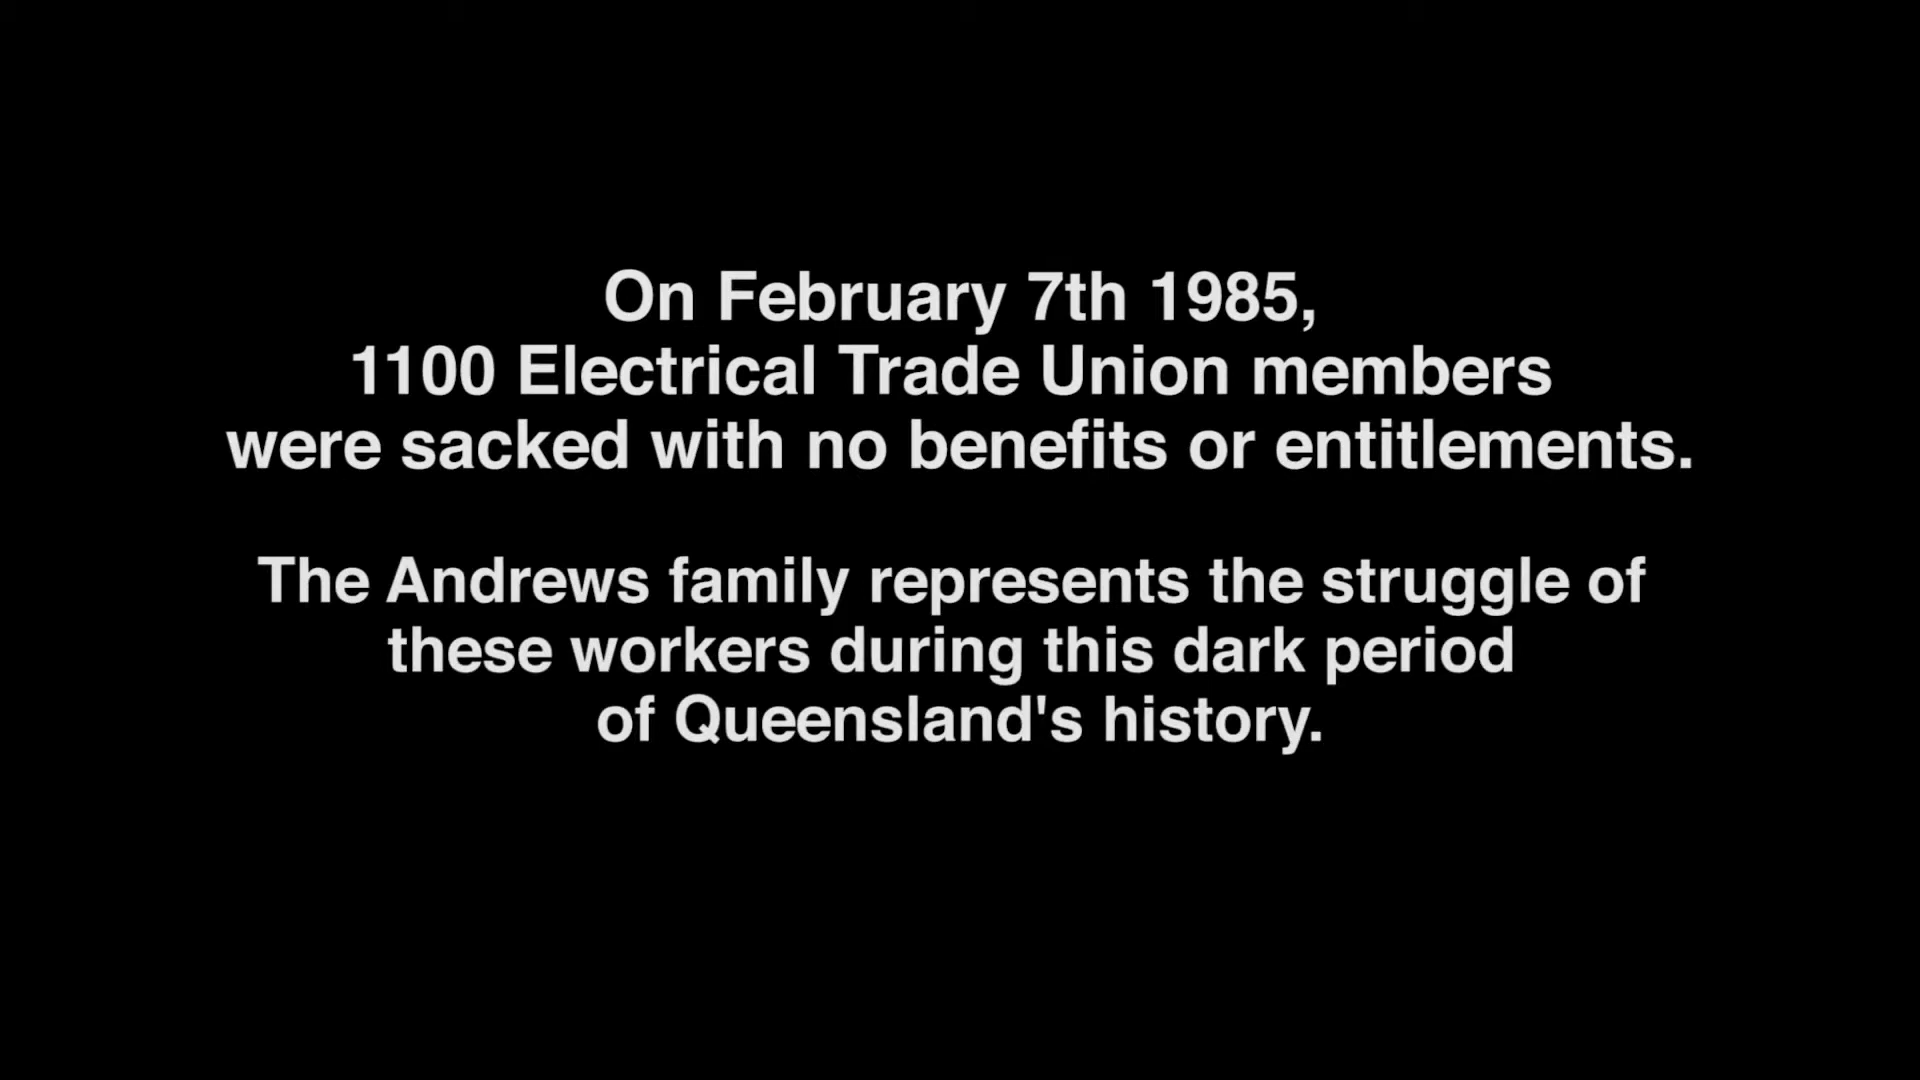 On February 7th 1985,
1100 Electrical Trade Union members
were sacked with no benefits or entitlements.
The Andrews family represents the struggle of
these workers during this dark period
of Queensland's history.